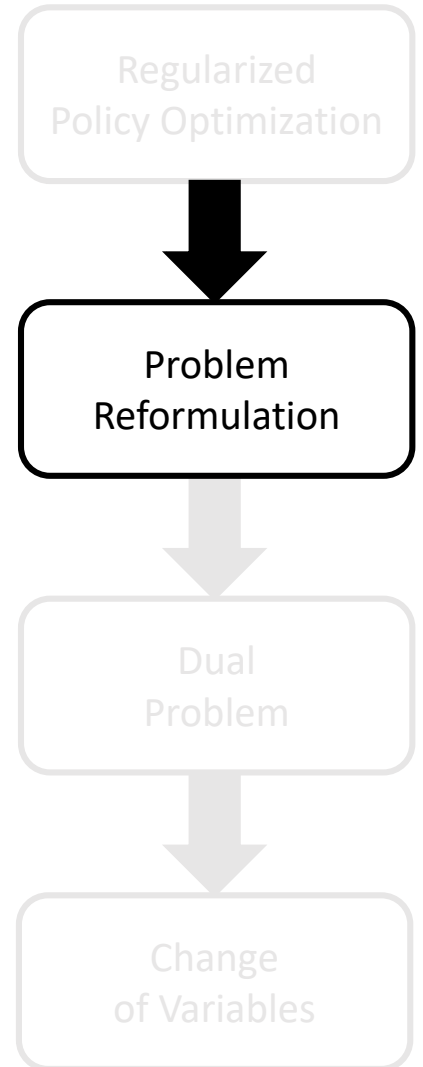 Regularized
Policy Optimization
Problem
Reformulation
Dual
Problem
Change
of Variables